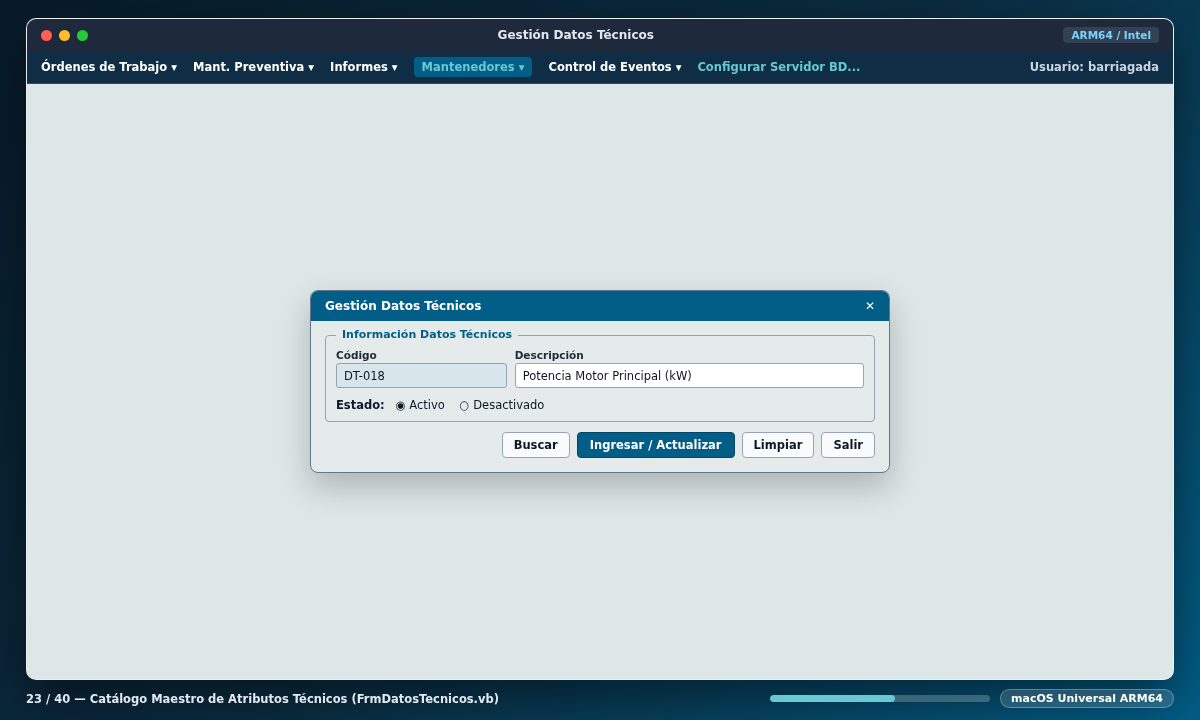 Gestión Datos Técnicos
ARM64 / Intel
Órdenes de Trabajo ▾ Mant. Preventiva ▾ Informes ▾ Mantenedores ▾ Control de Eventos ▾ Configurar Servidor BD... Usuario: barriagada
Gestión Datos Técnicos ✕
Información Datos Técnicos
Código Descripción
DT-018 Potencia Motor Principal (kW)
Estado: ◉ Activo ○ Desactivado
Buscar Ingresar / Actualizar Limpiar Salir
23 / 40 — Catálogo Maestro de Atributos Técnicos (FrmDatosTecnicos.vb)
macOS Universal ARM64